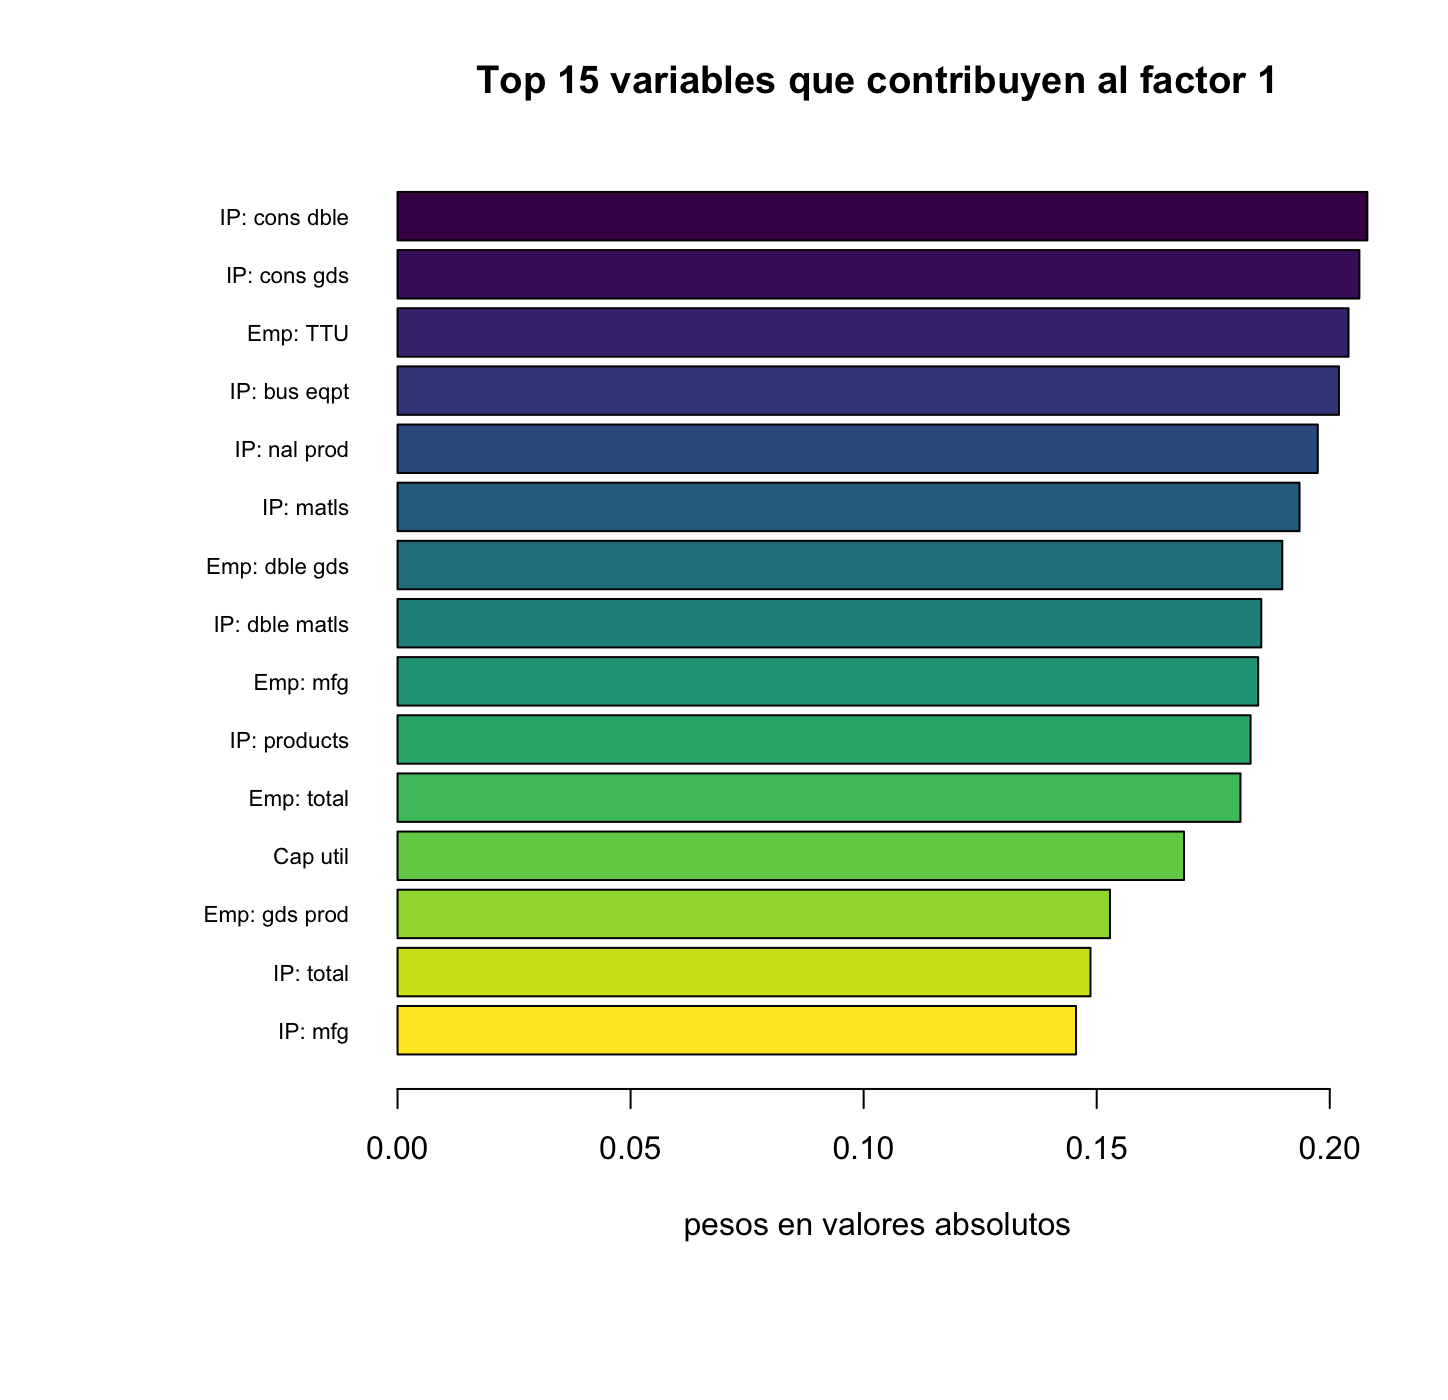 Top 15 variables que contribuyen al factor 1
IP: cons dble
IP: cons gds
Emp: TTU
IP: bus eqpt
IP: nal prod
IP: matls
Emp: dble gds
IP: dble matls
Emp: mfg
IP: products
Emp: total
Cap util
Emp: gds prod
IP: total
IP: mfg
0.00 0.05 0.10 0.15 0.20
pesos en valores absolutos